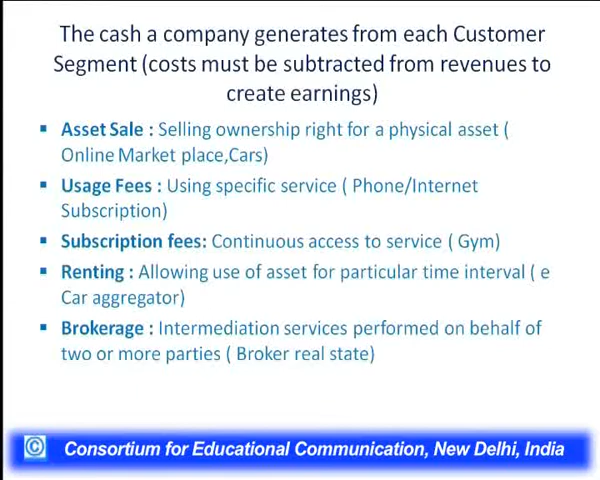 The cash a company generates from each Customer
Segment (costs must be subtracted from revenues to
create earnings)
▪ Asset Sale : Selling ownership right for a physical asset (
Online Market place,Cars)
▪ Usage Fees : Using specific service ( Phone/Internet
Subscription)
▪ Subscription fees: Continuous access to service ( Gym)
▪ Renting : Allowing use of asset for particular time interval ( e
Car aggregator)
▪ Brokerage : Intermediation services performed on behalf of
two or more parties ( Broker real state)
© Consortium for Educational Communication, New Delhi, India